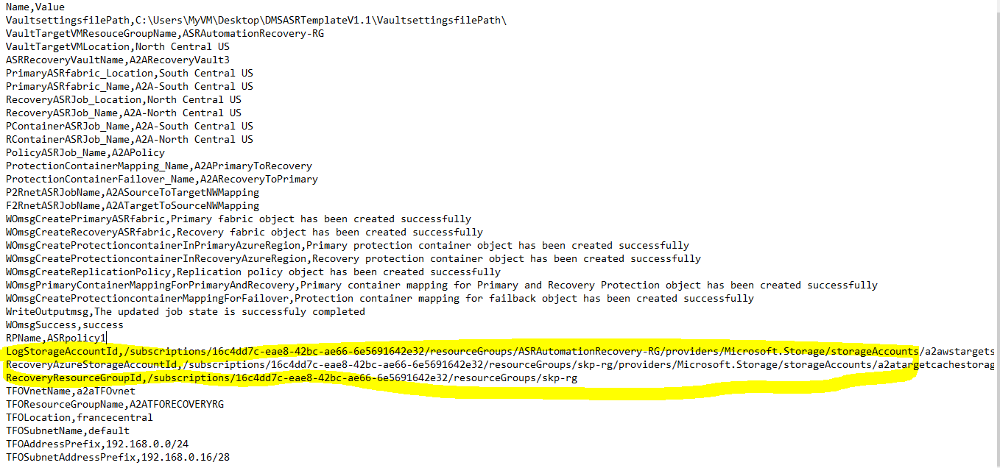 Name,Value
VaultsettingsfilePath,C:\Users\MyVM\Desktop\DMSASRTemplateV1.1\VaultsettingsfilePath\
VaultTargetVMResouceGroupName,ASRAutomationRecovery-RG
VaultTargetVMLocation,North Central US
ASRRecoveryVaultName,A2ARecoveryVault3
PrimaryASRfabric_Location,South Central US
PrimaryASRfabric_Name,A2A-South Central US
RecoveryASRJob_Location,North Central US
RecoveryASRJob_Name,A2A-North Central US
PContainerASRJob_Name,A2A-South Central US
RContainerASRJob_Name,A2A-North Central US
PolicyASRJob_Name,A2APolicy
ProtectionContainerMapping_Name,A2APrimaryToRecovery
ProtectionContainerFailover_Name,A2ARecoveryToPrimary
P2RnetASRJobName,A2ASourceToTargetNWMapping
F2RnetASRJobName,A2ATargetToSourceNWMapping
WOmsgCreatePrimaryASRfabric,Primary fabric object has been created successfully
WOmsgCreateRecoveryASRfabric,Recovery fabric object has been created successfully
WOmsgCreateProtectioncontainerInPrimaryAzureRegion,Primary protection container object has been created successfully
WOmsgCreateProtectioncontainerInRecoveryAzureRegion,Recovery protection container object has been created successfully
WOmsgCreateReplicationPolicy,Replication policy object has been created successfully
WOmsgPrimaryContainerMappingForPrimaryAndRecovery,Primary container mapping for Primary and Recovery Protection object has been created successfully
WOmsgCreateProtectioncontainerMappingForFailover,Protection container mapping for failback object has been created successfully
WriteOutputmsg,The updated job state is successfuly completed
WOmsgSuccess,success
RPName,ASRpolicy1
LogStorageAccountId,/subscriptions/16c4dd7c-eae8-42bc-ae66-6e5691642e32/resourceGroups/ASRAutomationRecovery-RG/providers/Microsoft.Storage/storageAccounts/a2awstargets
RecoveryAzureStorageAccountId,/subscriptions/16c4dd7c-eae8-42bc-ae66-6e5691642e32/resourceGroups/skp-rg/providers/Microsoft.Storage/storageAccounts/a2atargetcachestorag
RecoveryResourceGroupId,/subscriptions/16c4dd7c-eae8-42bc-ae66-6e5691642e32/resourceGroups/skp-rg
TFOVnetName,a2aTFOvnet
TFOResourceGroupName,A2ATFORECOVERYRG
TFOLocation,francecentral
TFOSubnetName,default
TFOAddressPrefix,192.168.0.0/24
TFOSubnetAddressPrefix,192.168.0.16/28